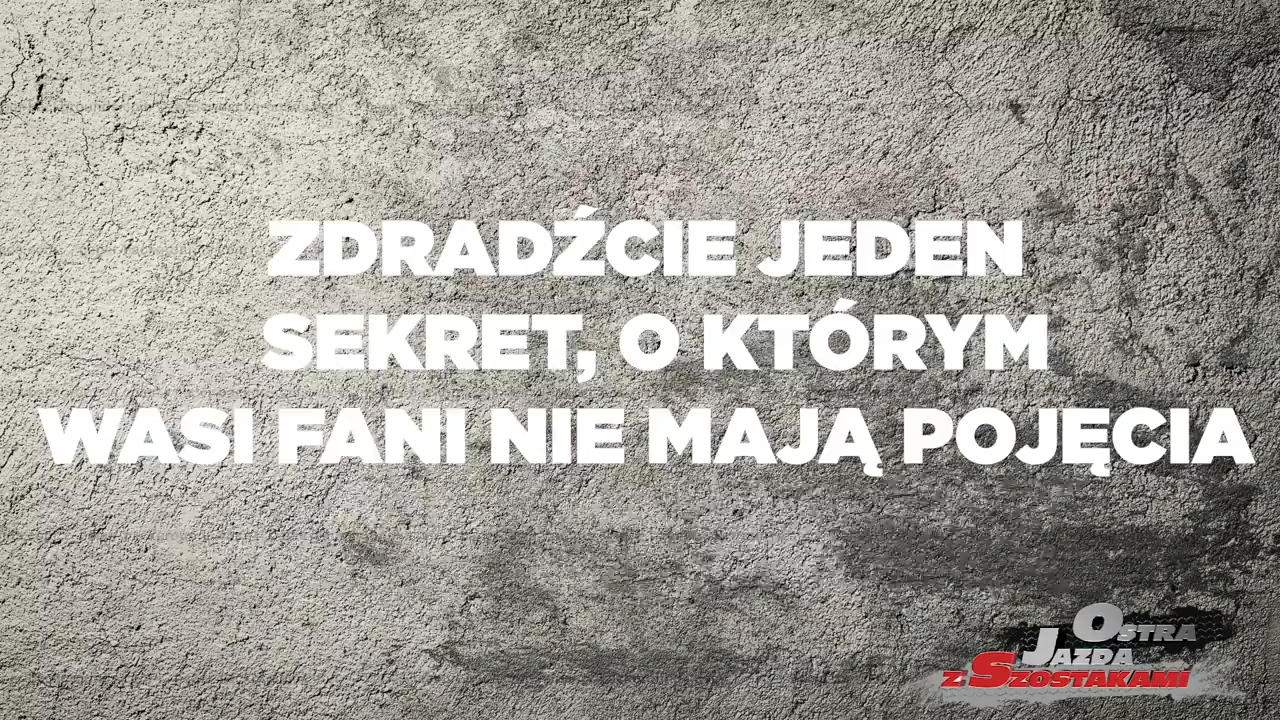 ZDRADŹCIE JEDEN
SEKRET, O KTÓRYM
WASI FANI NIE MAJĄ POJĘCIA
OSTRA
JAZDA
Z SZOSTAKAMI